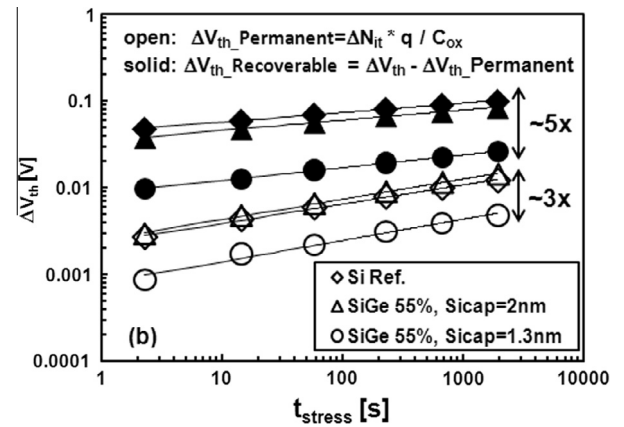 1
open: ΔVth_Permanent=ΔNit * q / Cox
solid: ΔVth_Recoverable = ΔVth - ΔVth_Permanent
0.1
~5x
0.01
~3x
0.001
0.0001
ΔVth [V]
Si Ref.
SiGe 55%, Sicap=2nm
SiGe 55%, Sicap=1.3nm
(b)
1 10 100 1000 10000
tstress [s]